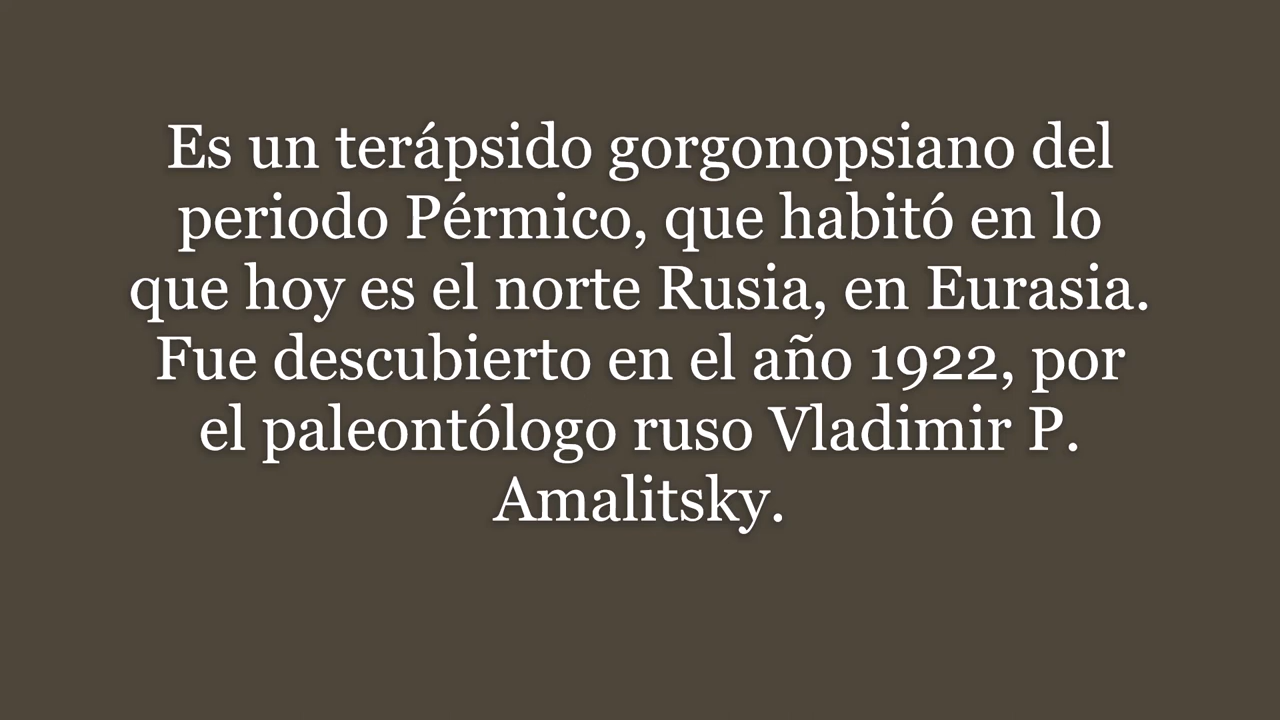 Es un terápsido gorgonopsiano del
periodo Pérmico, que habitó en lo
que hoy es el norte Rusia, en Eurasia.
Fue descubierto en el año 1922, por
el paleontólogo ruso Vladimir P.
Amalitsky.